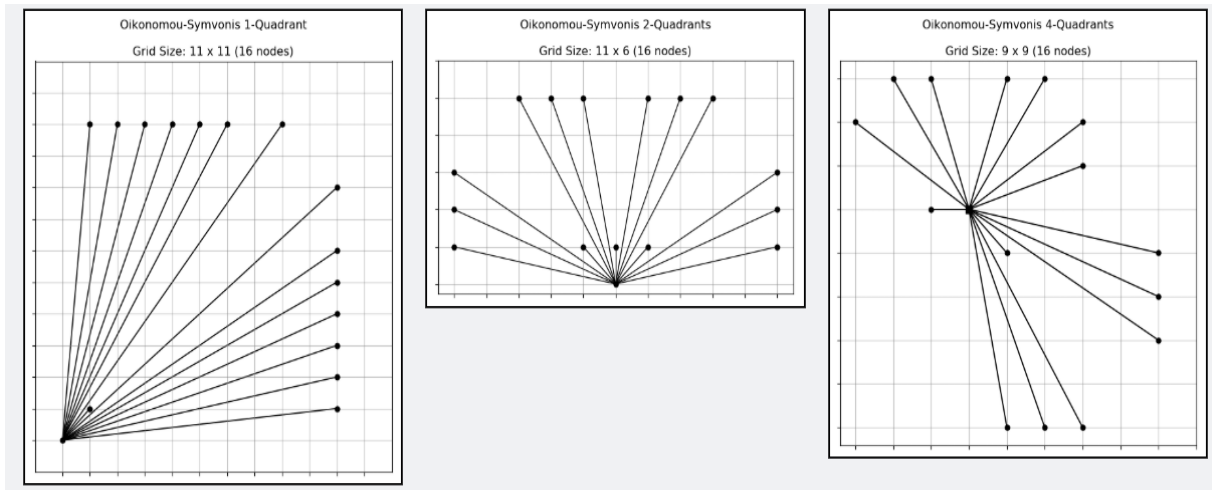 Oikonomou-Symvonis 1-Quadrant
Grid Size: 11 x 11 (16 nodes)
Oikonomou-Symvonis 2-Quadrants
Grid Size: 11 x 6 (16 nodes)
Oikonomou-Symvonis 4-Quadrants
Grid Size: 9 x 9 (16 nodes)